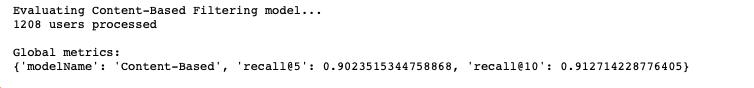 Evaluating Content-Based Filtering model...
1208 users processed
Global metrics:
{'modelName': 'Content-Based', 'recall@5': 0.9023515344758868, 'recall@10': 0.912714228776405}